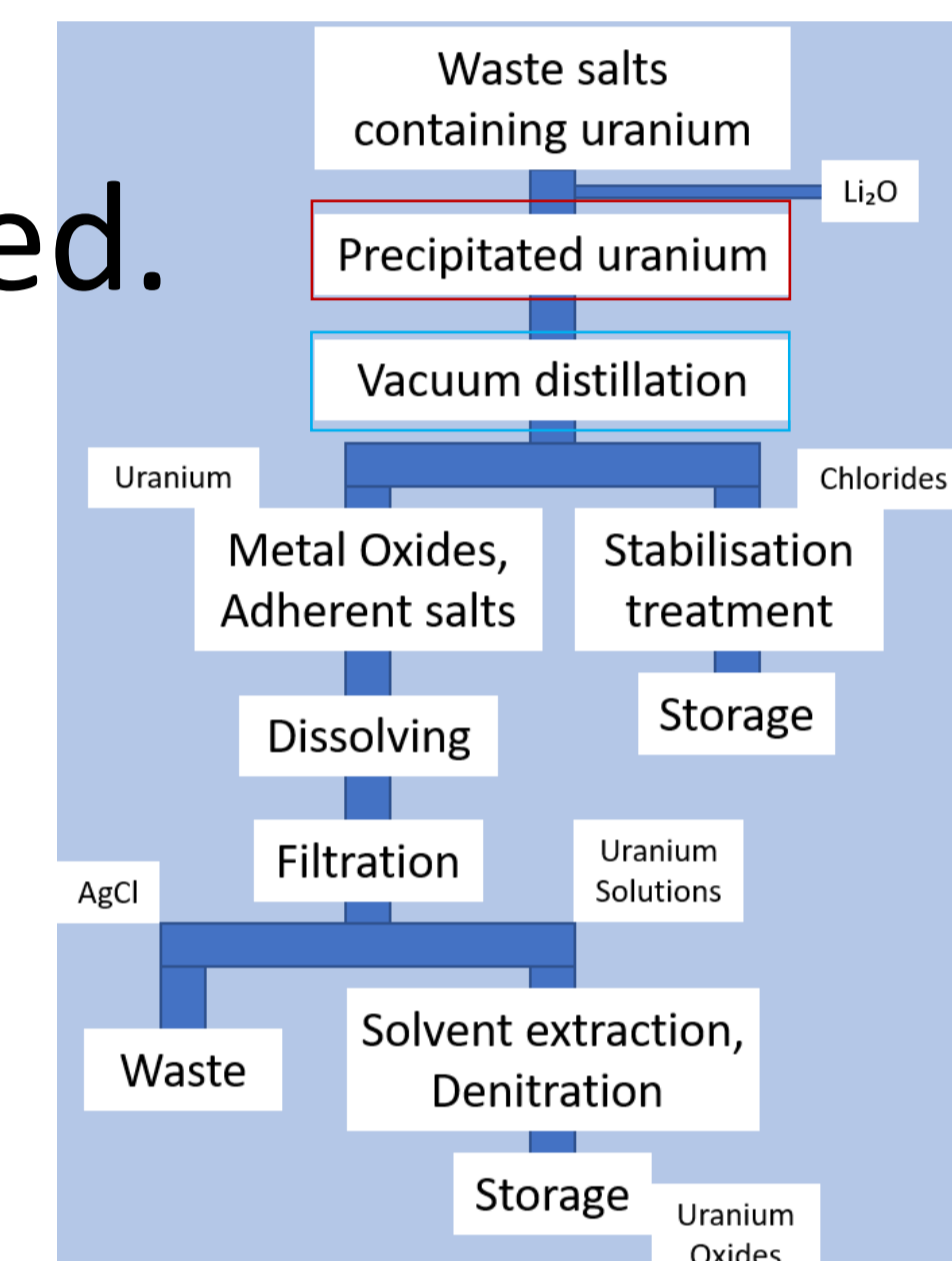 Waste salts
containing uranium
Li₂O
ed.
Precipitated uranium
Vacuum distillation
Uranium
Chlorides
Metal Oxides,
Adherent salts
Stabilisation
treatment
Storage
Dissolving
Filtration
Uranium
Solutions
AgCl
Waste
Solvent extraction,
Denitration
Storage
Uranium
Oxides